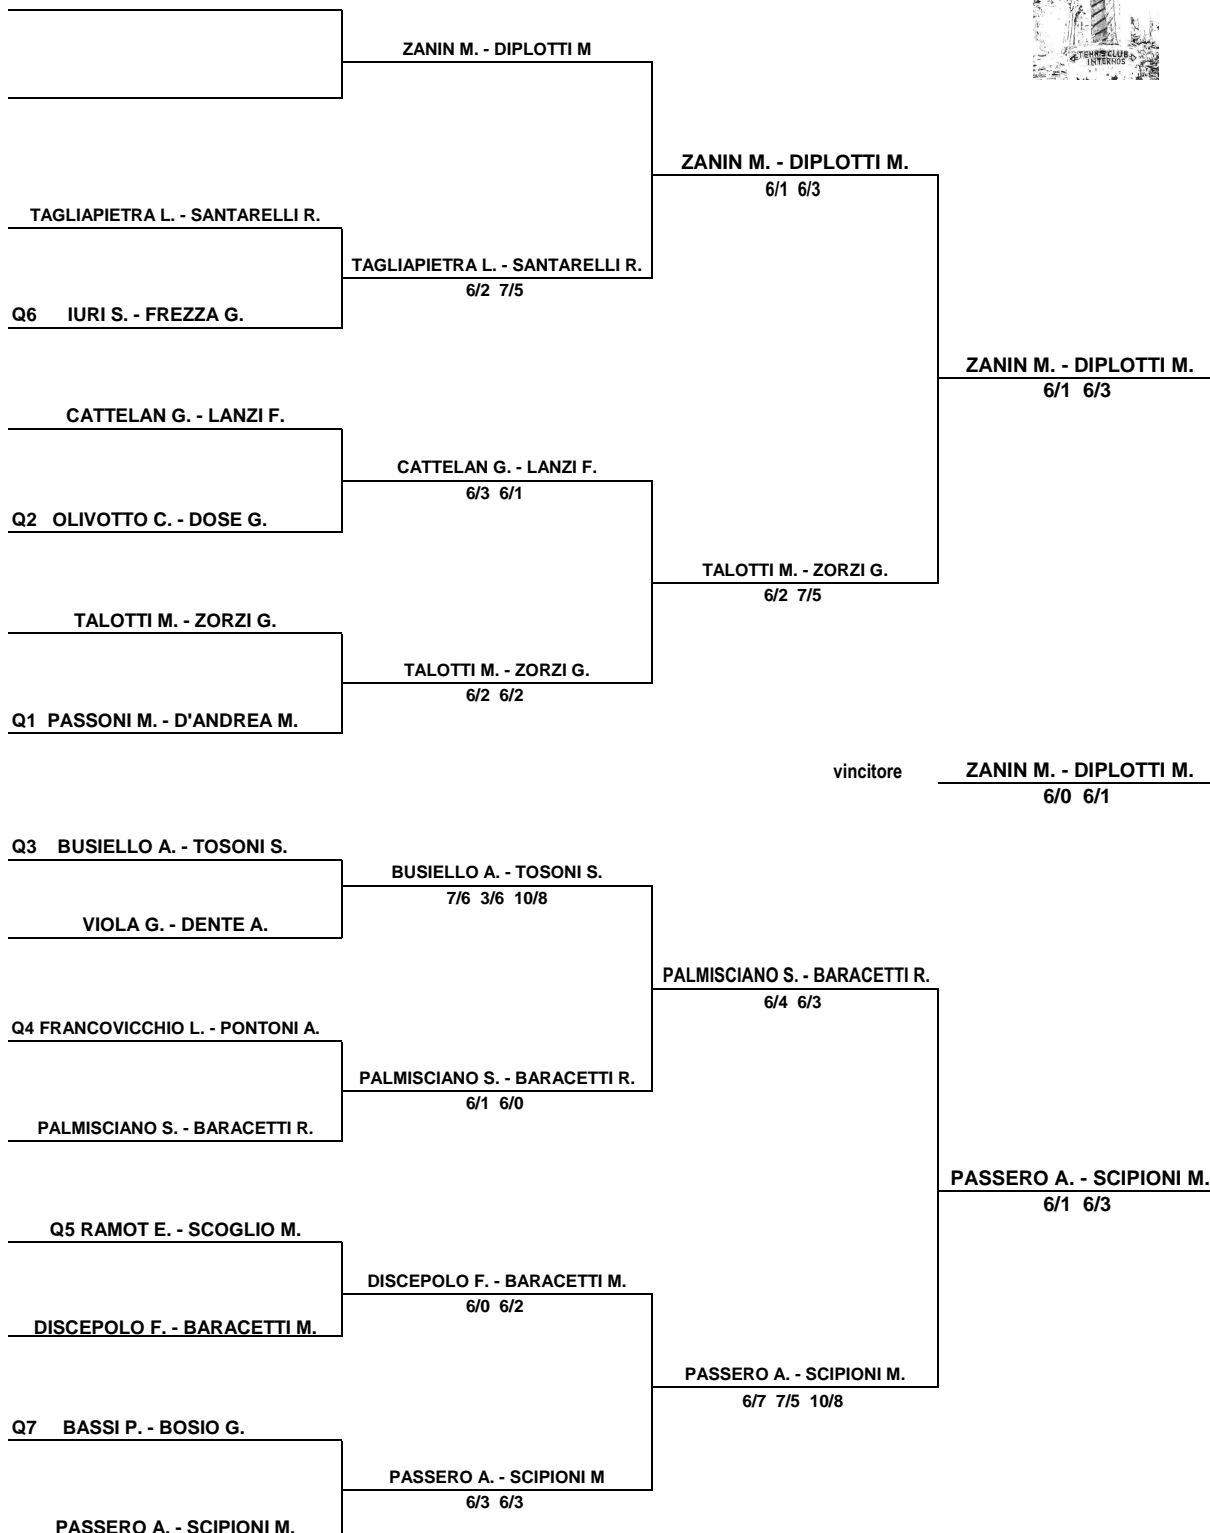 TENNIS CLUB
INTERNOS
ZANIN M. - DIPLOTTI M
ZANIN M. - DIPLOTTI M.
6/1 6/3
TAGLIAPIETRA L. - SANTARELLI R.
TAGLIAPIETRA L. - SANTARELLI R.
6/2 7/5
Q6 IURI S. - FREZZA G.
ZANIN M. - DIPLOTTI M.
6/1 6/3
CATTELAN G. - LANZI F.
CATTELAN G. - LANZI F.
6/3 6/1
Q2 OLIVOTTO C. - DOSE G.
TALOTTI M. - ZORZI G.
6/2 7/5
TALOTTI M. - ZORZI G.
TALOTTI M. - ZORZI G.
6/2 6/2
Q1 PASSONI M. - D'ANDREA M.
vincitore ZANIN M. - DIPLOTTI M.
6/0 6/1
Q3 BUSIELLO A. - TOSONI S.
BUSIELLO A. - TOSONI S.
7/6 3/6 10/8
VIOLA G. - DENTE A.
PALMISCIANO S. - BARACETTI R.
6/4 6/3
Q4 FRANCOVICCHIO L. - PONTONI A.
PALMISCIANO S. - BARACETTI R.
6/1 6/0
PALMISCIANO S. - BARACETTI R.
PASSERO A. - SCIPIONI M.
6/1 6/3
Q5 RAMOT E. - SCOGLIO M.
DISCEPOLO F. - BARACETTI M.
6/0 6/2
DISCEPOLO F. - BARACETTI M.
PASSERO A. - SCIPIONI M.
6/7 7/5 10/8
Q7 BASSI P. - BOSIO G.
PASSERO A. - SCIPIONI M
6/3 6/3
PASSERO A. - SCIPIONI M.